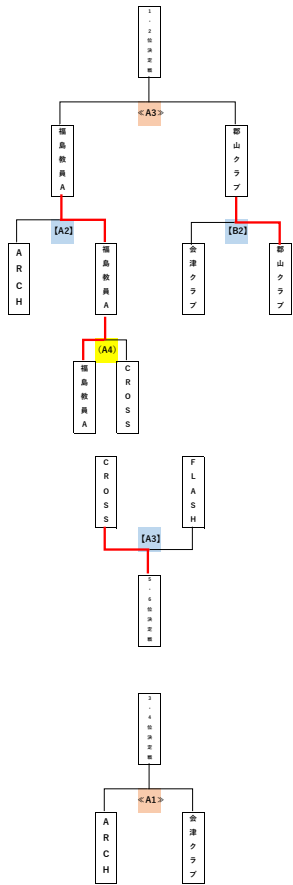 1・2位決定戦
≪A3≫
福島教員A
郡山クラブ
【A2】
【B2】
ARCH
福島教員A
会津クラブ
郡山クラブ
（A4）
福島教員A
CROSS
CROSS
FLASH
【A3】
5・6位決定戦
3・4位決定戦
≪A1≫
ARCH
会津クラブ